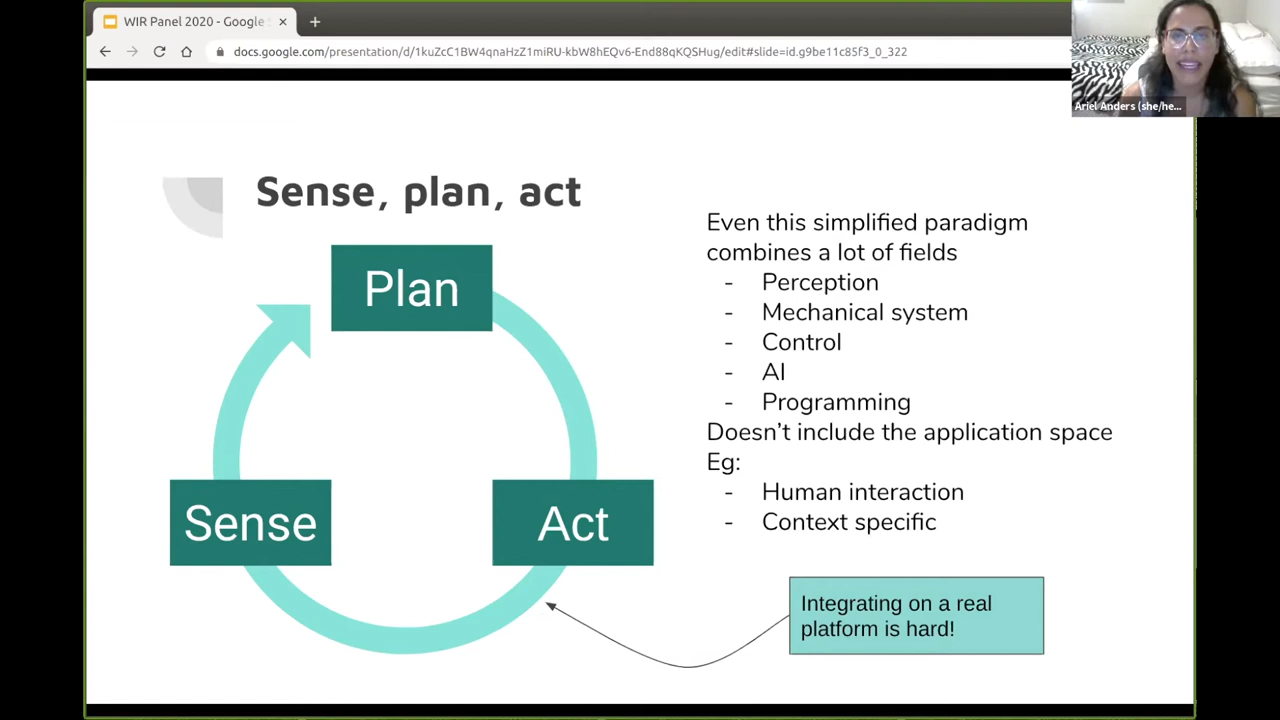 WIR Panel 2020 - Google
docs.google.com/presentation/d/1kuZcC1BW4qnaHzZ1miRU-kbW8hEQv6-End88qKQSHug/edit#slide=id.g9be11c85f3_0_322
Ariel Anders (she/he...
Sense, plan, act
Plan
Sense
Act
Even this simplified paradigm
combines a lot of fields
- Perception
- Mechanical system
- Control
- AI
- Programming
Doesn't include the application space
Eg:
- Human interaction
- Context specific
Integrating on a real
platform is hard!